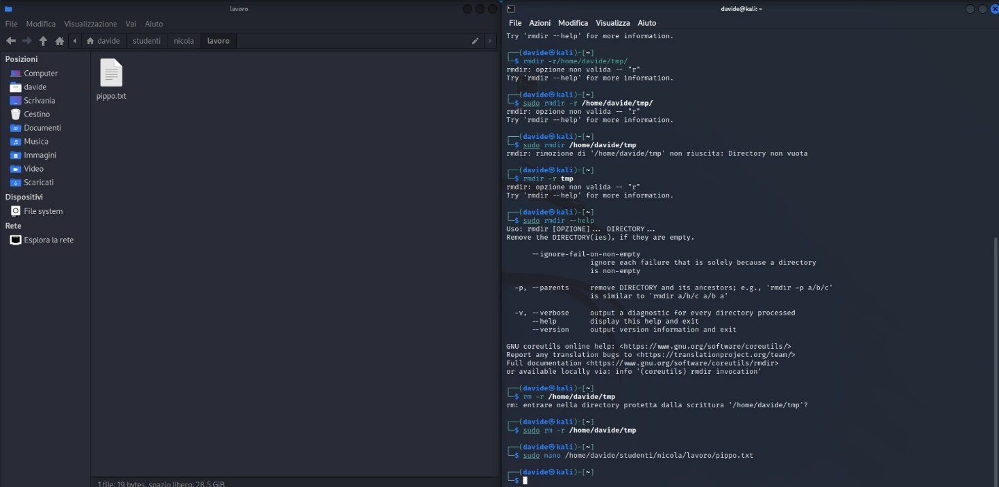 lavoro
File Modifica Visualizzazione Vai Aiuto
davide studenti nicola lavoro
Posizioni
Computer
davide
Scrivania
Cestino
Documenti
Musica
Immagini
Video
Scaricati
Dispositivi
File system
Rete
Esplora la rete
pippo.txt
1 file: 19 bytes, spazio libero: 28,5 GiB
davide@kali: ~
File Azioni Modifica Visualizza Aiuto
Try 'rmdir --help' for more information.
┌──(davide㉿kali)-[~]
└─$ rmdir -r/home/davide/tmp/
rmdir: opzione non valida -- "r"
Try 'rmdir --help' for more information.
┌──(davide㉿kali)-[~]
└─$ sudo rmdir -r /home/davide/tmp/
rmdir: opzione non valida -- "r"
Try 'rmdir --help' for more information.
┌──(davide㉿kali)-[~]
└─$ sudo rmdir /home/davide/tmp
rmdir: rimozione di '/home/davide/tmp' non riuscita: Directory non vuota
┌──(davide㉿kali)-[~]
└─$ rmdir -r tmp
rmdir: opzione non valida -- "r"
Try 'rmdir --help' for more information.
┌──(davide㉿kali)-[~]
└─$ sudo rmdir --help
Uso: rmdir [OPZIONE]... DIRECTORY...
Remove the DIRECTORY(ies), if they are empty.
--ignore-fail-on-non-empty
ignore each failure that is solely because a directory
is non-empty
-p, --parents remove DIRECTORY and its ancestors; e.g., 'rmdir -p a/b/c'
is similar to 'rmdir a/b/c a/b a'
-v, --verbose output a diagnostic for every directory processed
--help display this help and exit
--version output version information and exit
GNU coreutils online help: <https://www.gnu.org/software/coreutils/>
Report any translation bugs to <https://translationproject.org/team/>
Full documentation <https://www.gnu.org/software/coreutils/rmdir>
or available locally via: info '(coreutils) rmdir invocation'
┌──(davide㉿kali)-[~]
└─$ rm -r /home/davide/tmp
rm: entrare nella directory protetta dalla scrittura '/home/davide/tmp'?
┌──(davide㉿kali)-[~]
└─$ sudo rm -r /home/davide/tmp
┌──(davide㉿kali)-[~]
└─$ sudo nano /home/davide/studenti/nicola/lavoro/pippo.txt
┌──(davide㉿kali)-[~]
└─$